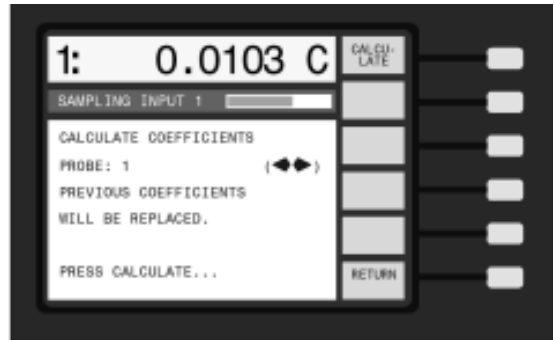 1: 0.0103 C
CALCU-
LATE
SAMPLING INPUT 1
CALCULATE COEFFICIENTS
PROBE: 1 (◀▶)
PREVIOUS COEFFICIENTS
WILL BE REPLACED.
PRESS CALCULATE...
RETURN